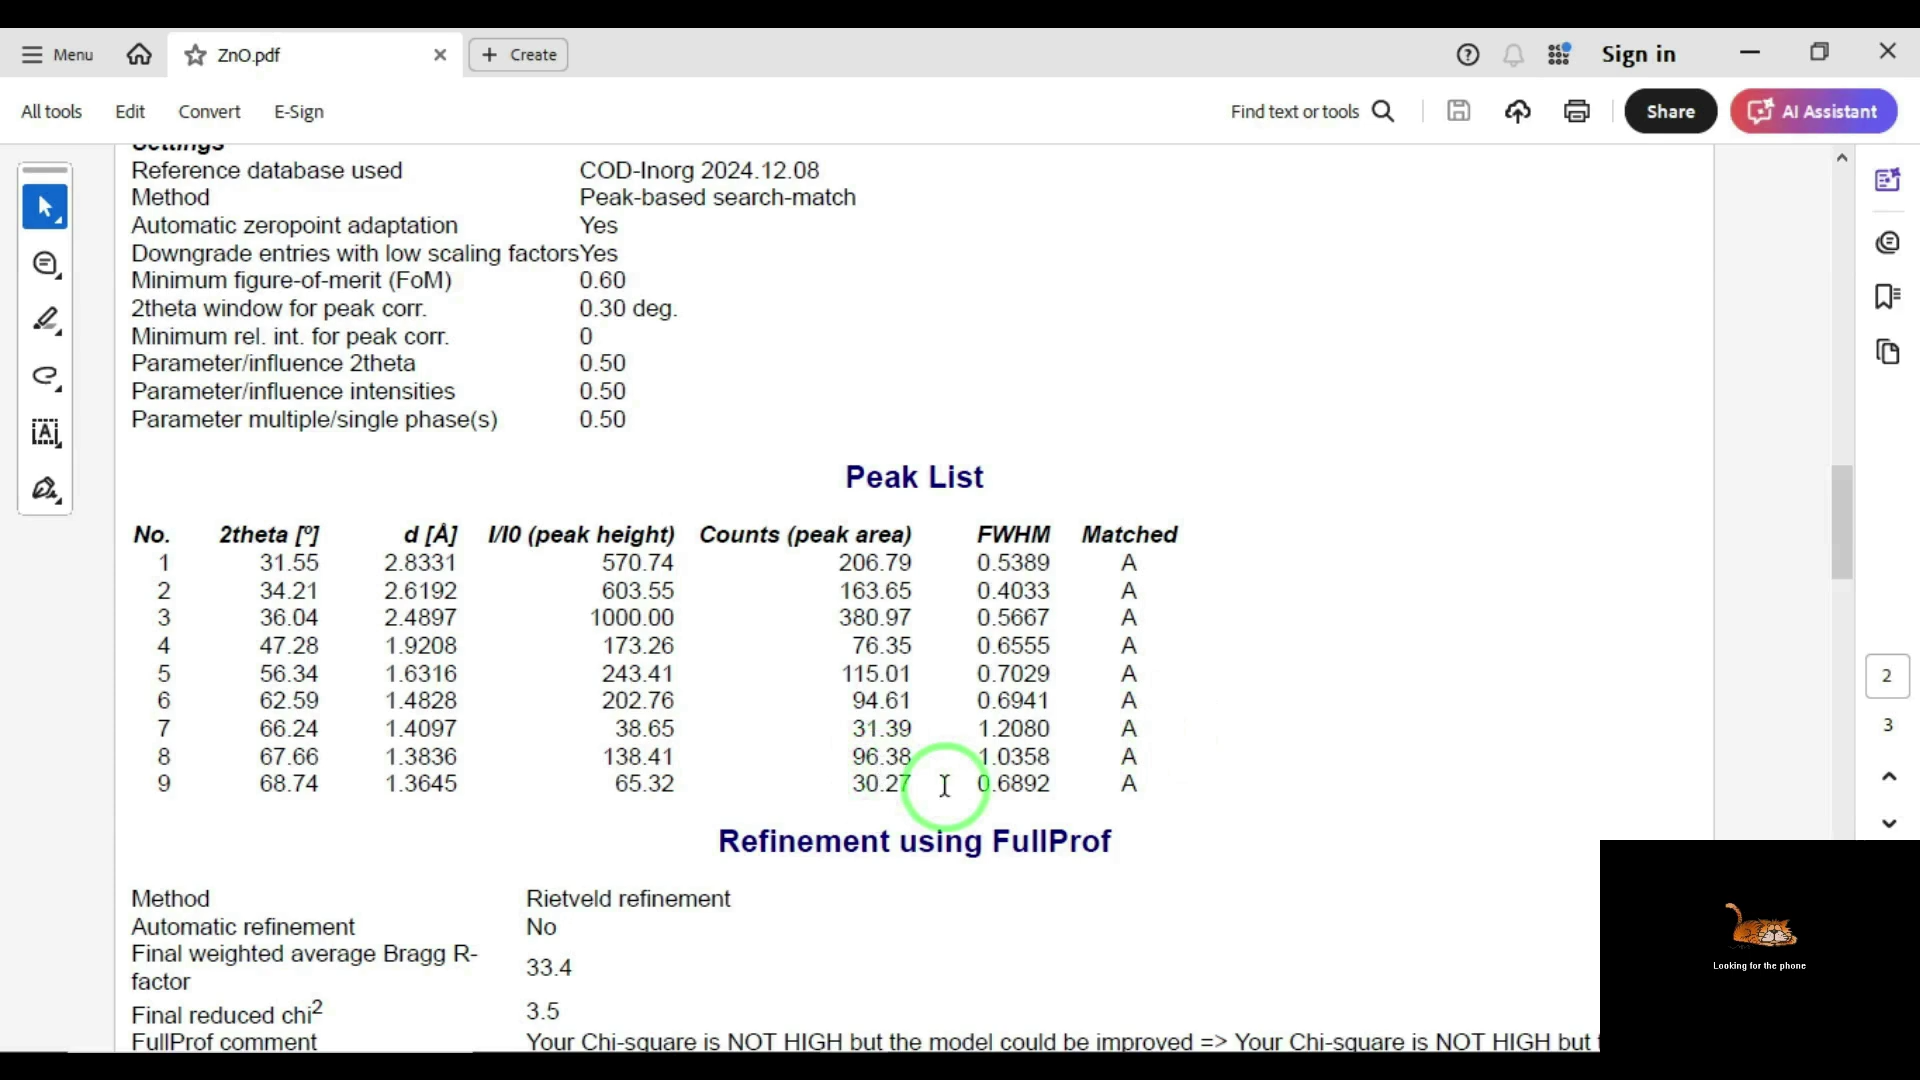 Menu ZnO.pdf Create Sign in
All tools Edit Convert E-Sign Find text or tools Share AI Assistant
Settings
Reference database used COD-Inorg 2024.12.08
Method Peak-based search-match
Automatic zeropoint adaptation Yes
Downgrade entries with low scaling factors Yes
Minimum figure-of-merit (FoM) 0.60
2theta window for peak corr. 0.30 deg.
Minimum rel. int. for peak corr. 0
Parameter/influence 2theta 0.50
Parameter/influence intensities 0.50
Parameter multiple/single phase(s) 0.50
Peak List
No. 2theta [º] d [Å] I/I0 (peak height) Counts (peak area) FWHM Matched
1 31.55 2.8331 570.74 206.79 0.5389 A
2 34.21 2.6192 603.55 163.65 0.4033 A
3 36.04 2.4897 1000.00 380.97 0.5667 A
4 47.28 1.9208 173.26 76.35 0.6555 A
5 56.34 1.6316 243.41 115.01 0.7029 A
6 62.59 1.4828 202.76 94.61 0.6941 A
7 66.24 1.4097 38.65 31.39 1.2080 A
8 67.66 1.3836 138.41 96.38 1.0358 A
9 68.74 1.3645 65.32 30.27 0.6892 A
2
3
Refinement using FullProf
Method Rietveld refinement
Automatic refinement No
Final weighted average Bragg R-
factor 33.4
Final reduced chi2 3.5
FullProf comment Your Chi-square is NOT HIGH but the model could be improved => Your Chi-square is NOT HIGH but
Looking for the phone